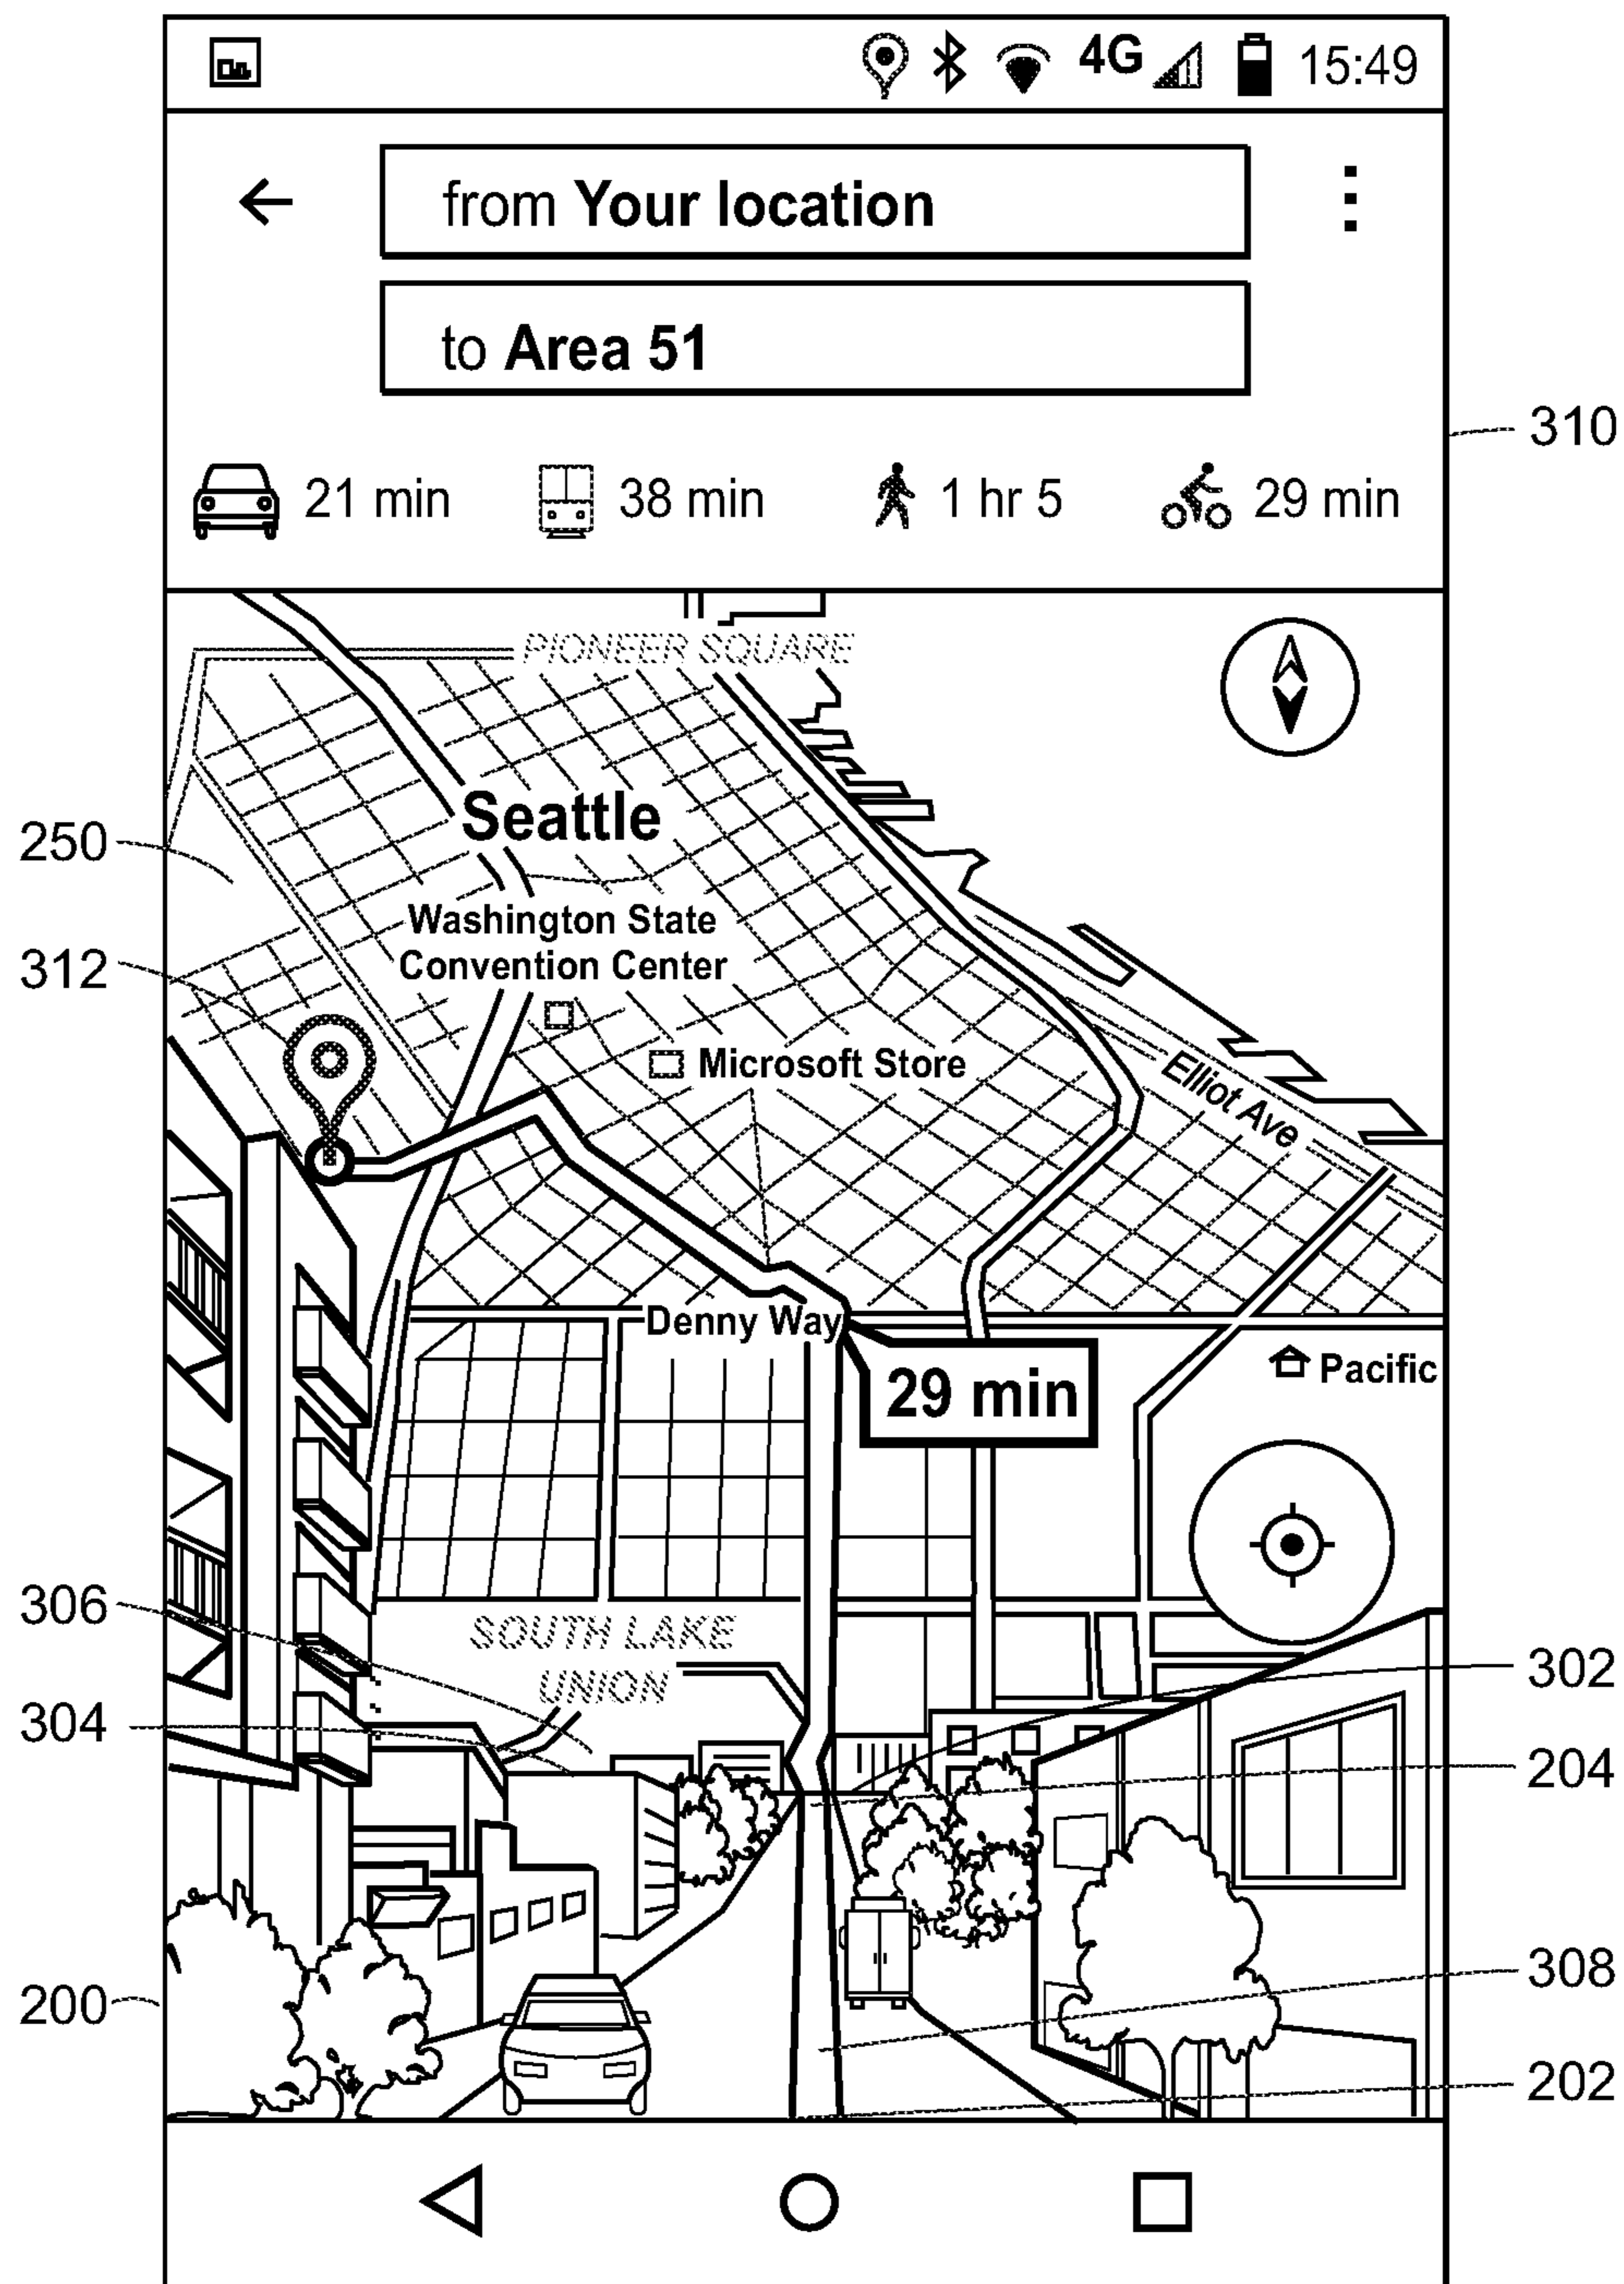 4G 15:49
from Your location
to Area 51
310
21 min 38 min 1 hr 5 29 min
PIONEER SQUARE
Seattle
250
Washington State
Convention Center
312
Microsoft Store
Elliot Ave
Denny Way
Pacific
29 min
306
SOUTH LAKE
UNION
302
304
204
308
200
202